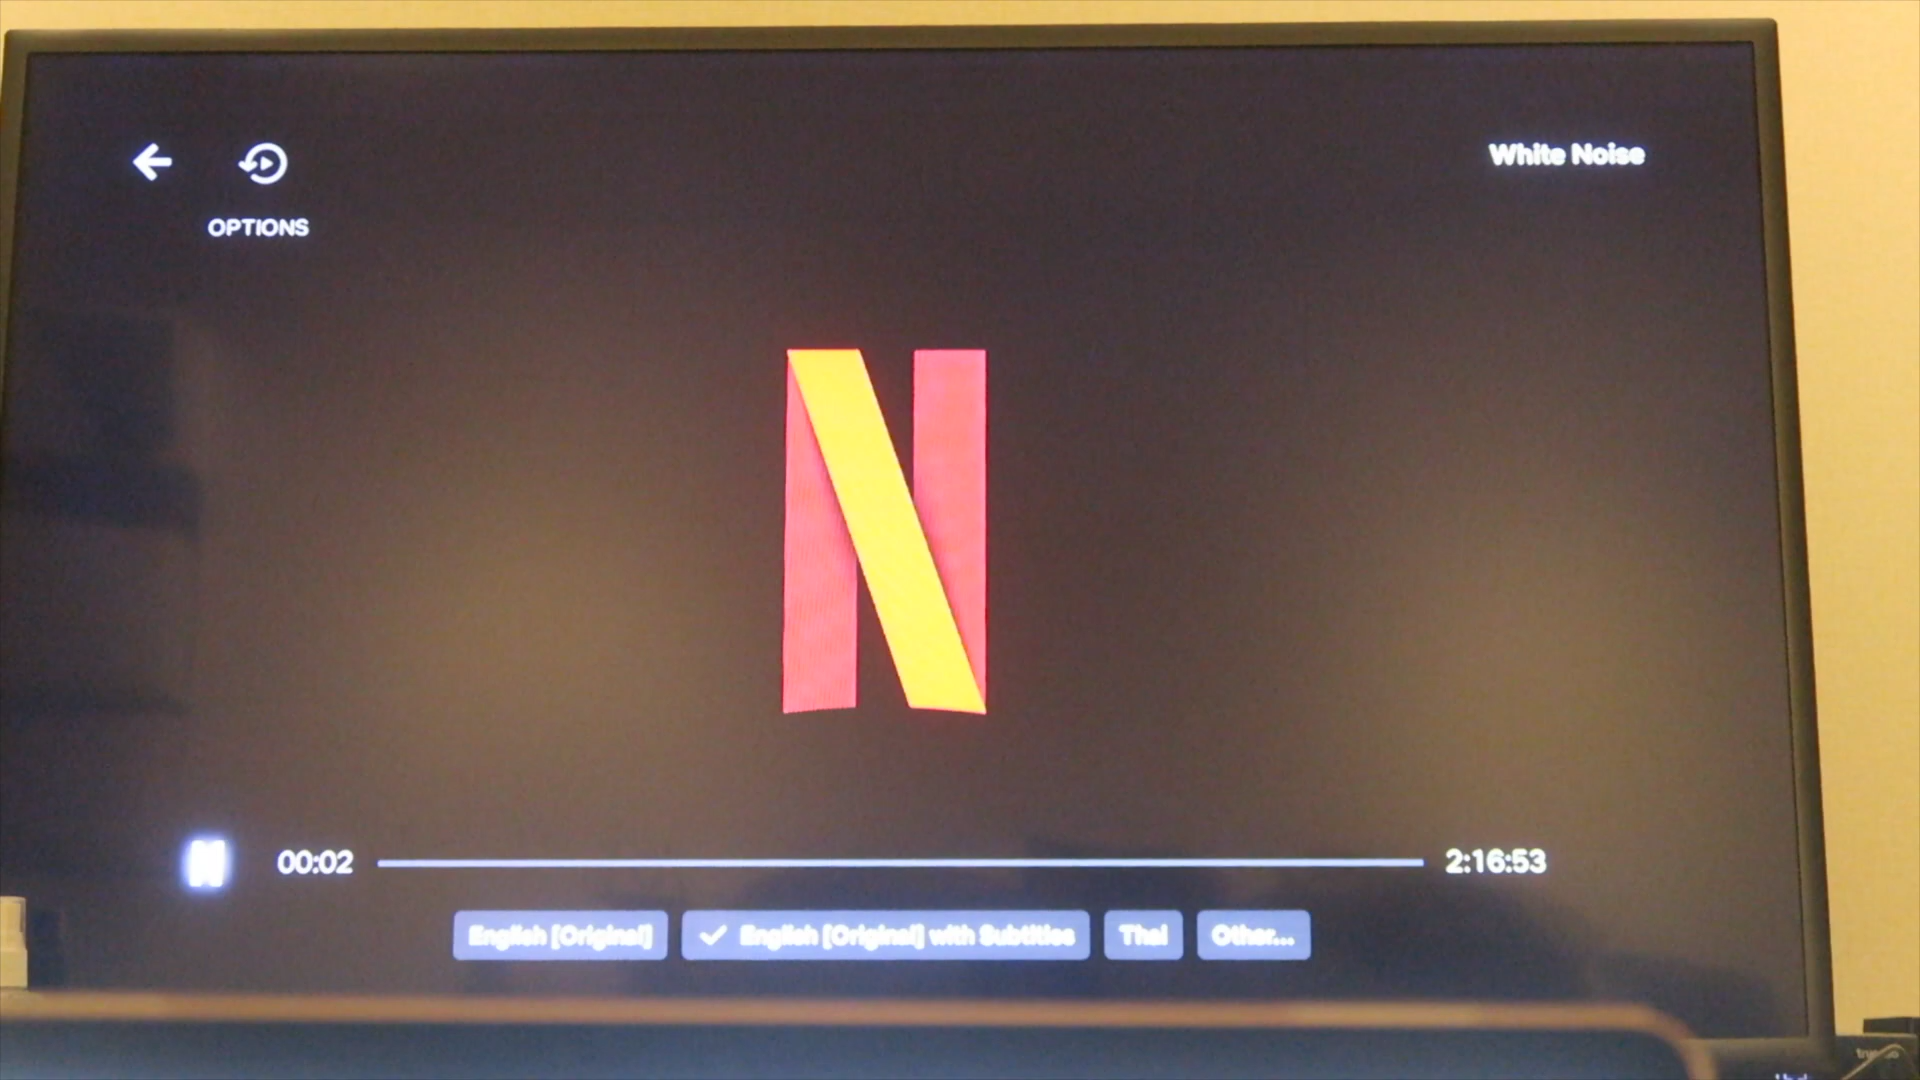 White Noise
OPTIONS
N
00:02
2:16:53
English [Original]
English [Original] with Subtitles
Thai
Other...